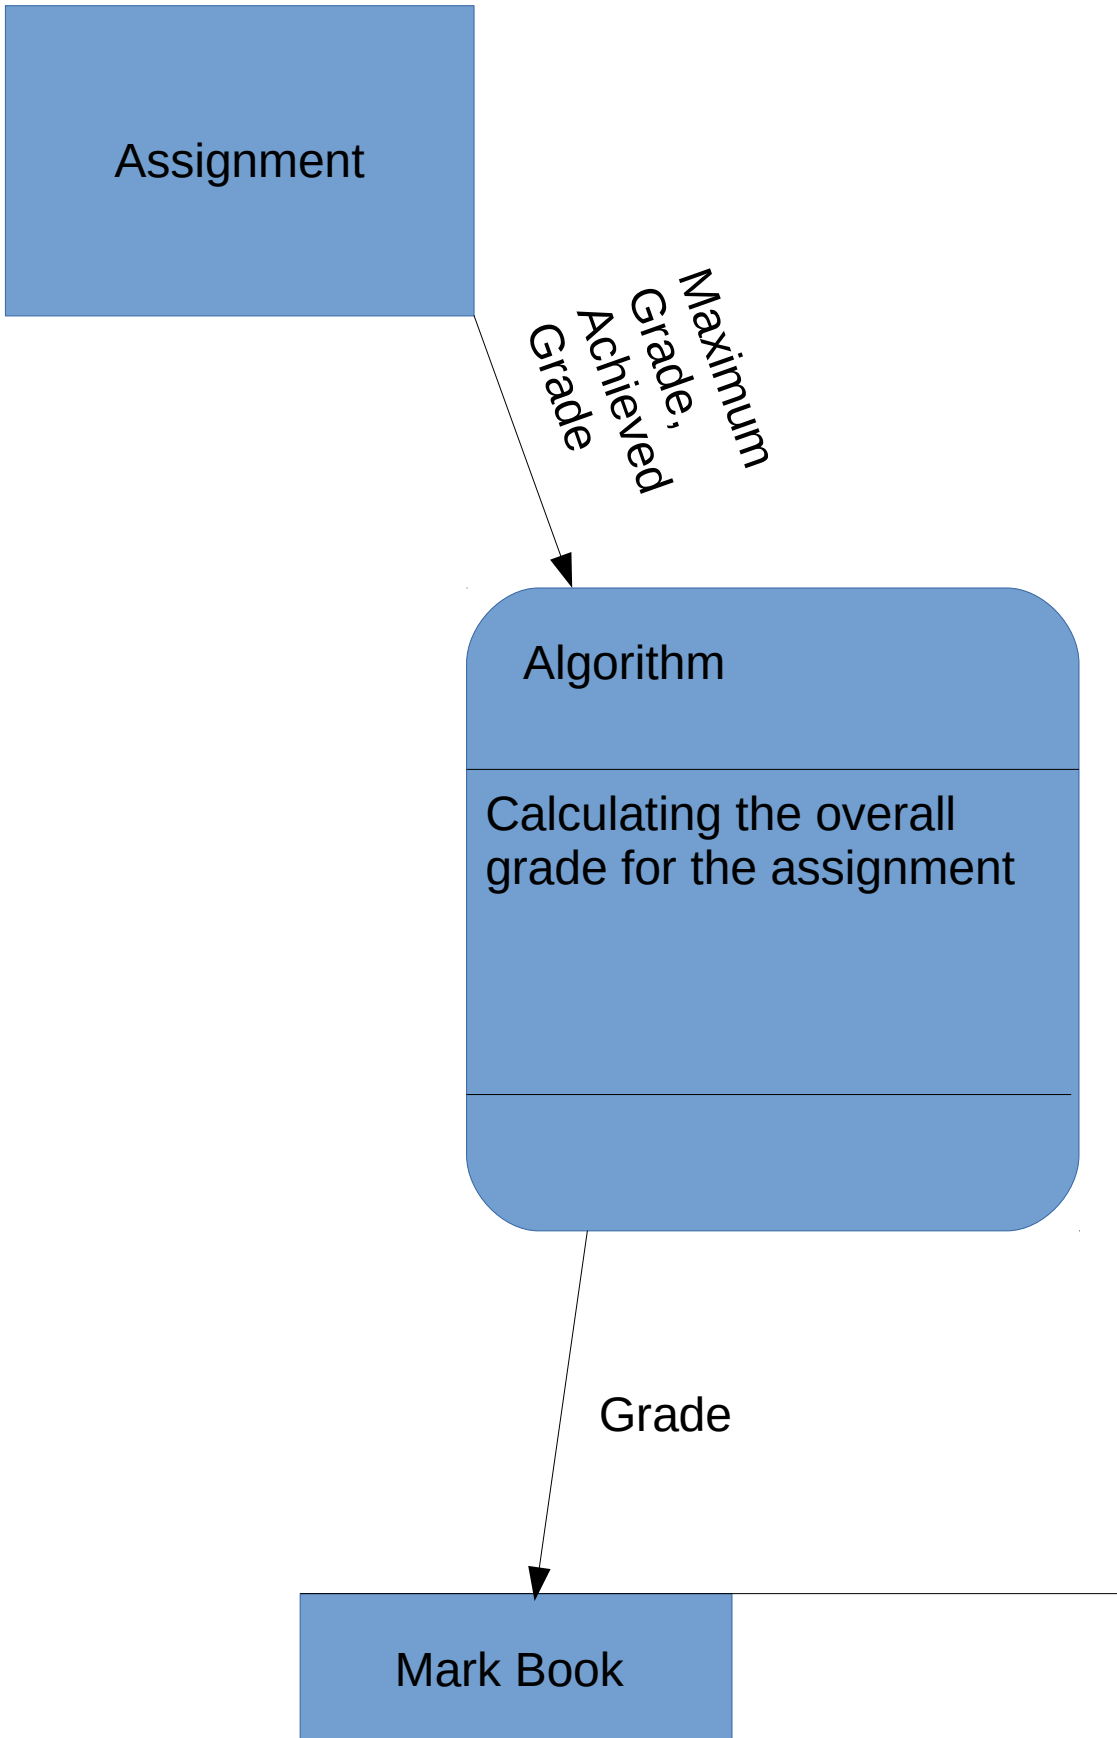 Assignment
Maximum
Grade,
Achieved
Grade
Algorithm
Calculating the overall
grade for the assignment
Grade
Mark Book